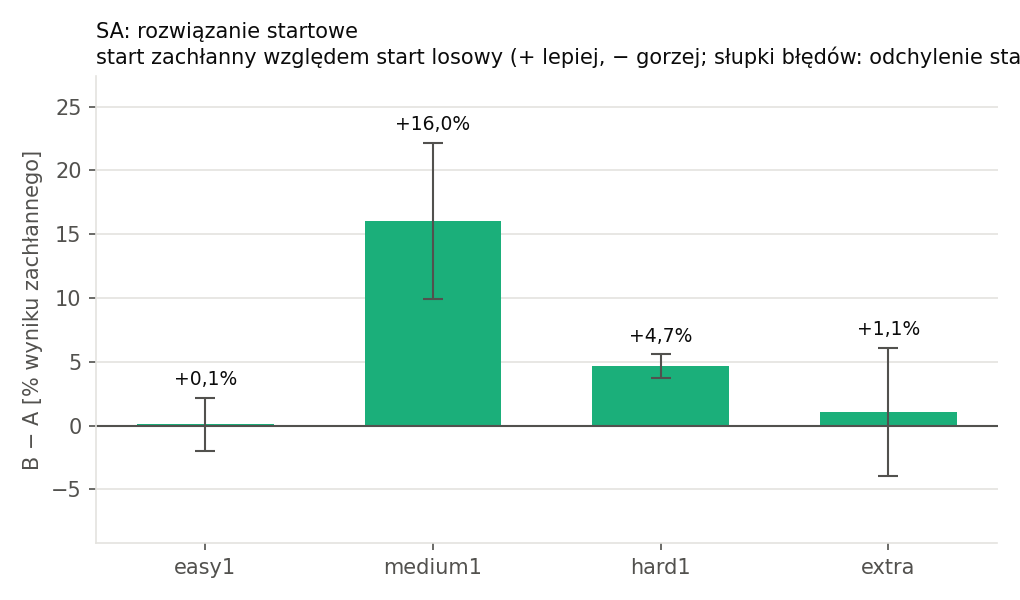 SA: rozwiązanie startowe
start zachłanny względem start losowy (+ lepiej, − gorzej; słupki błędów: odchylenie sta
B − A [% wyniku zachłannego]
25
20
15
10
5
0
−5
+0,1%
+16,0%
+4,7%
+1,1%
easy1
medium1
hard1
extra